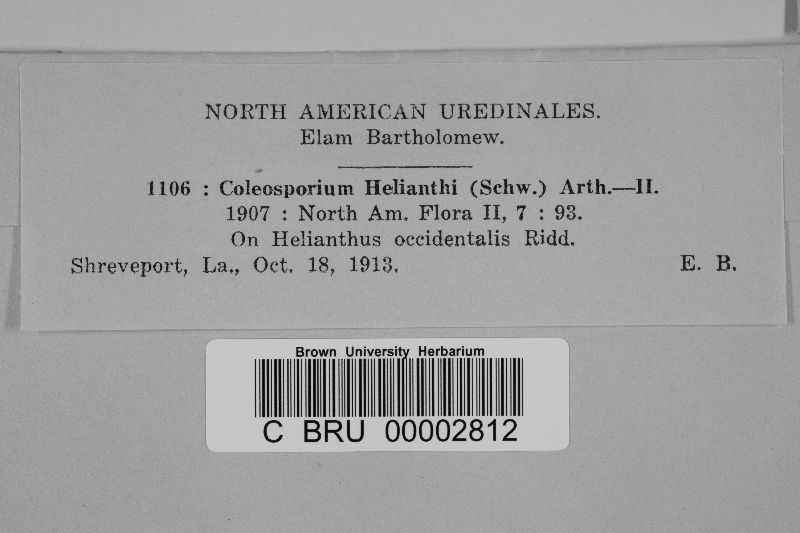 NORTH AMERICAN UREDINALES.
Elam Bartholomew.
1106 : Coleosporium Helianthi (Schw.) Arth.—II.
1907 : North Am. Flora II, 7 : 93.
On Helianthus occidentalis Ridd.
Shreveport, La., Oct. 18, 1913. E. B.
Brown University Herbarium
C BRU 00002812